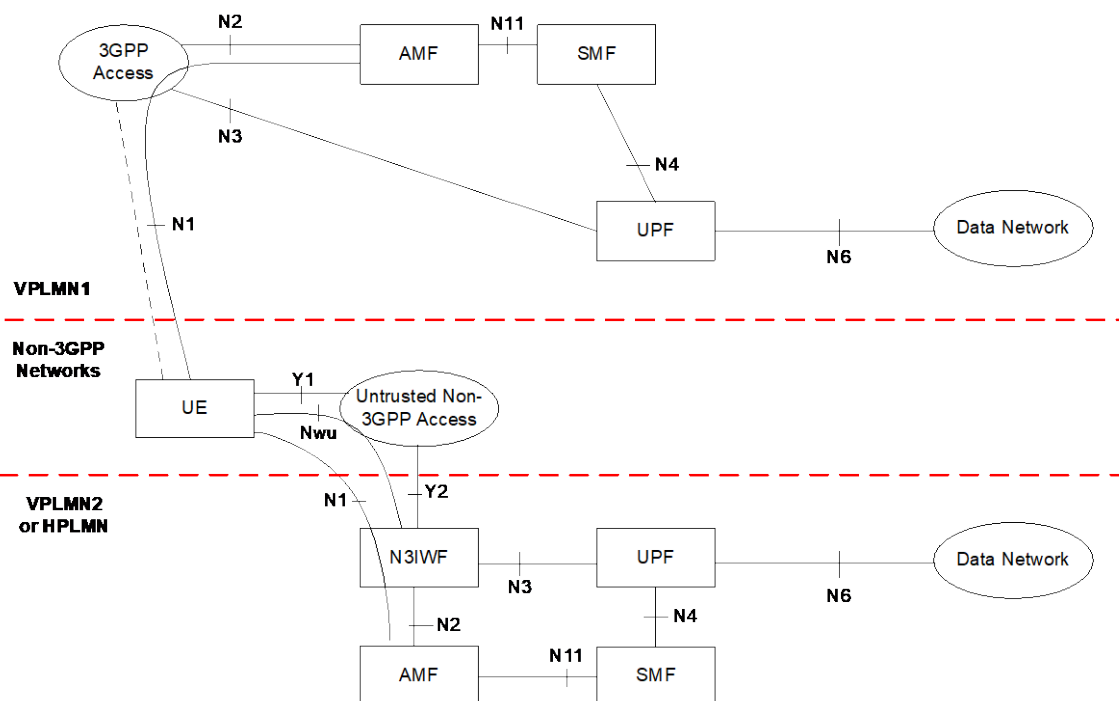 N2
N11
3GPP
Access
AMF
SMF
N3
N4
N1
UPF
Data Network
N6
VPLMN1
Non-3GPP
Networks
Y1
UE
Untrusted Non-
3GPP Access
Nwu
N1
Y2
VPLMN2
or HPLMN
N3IWF
UPF
Data Network
N3
N6
N2
N4
N11
AMF
SMF